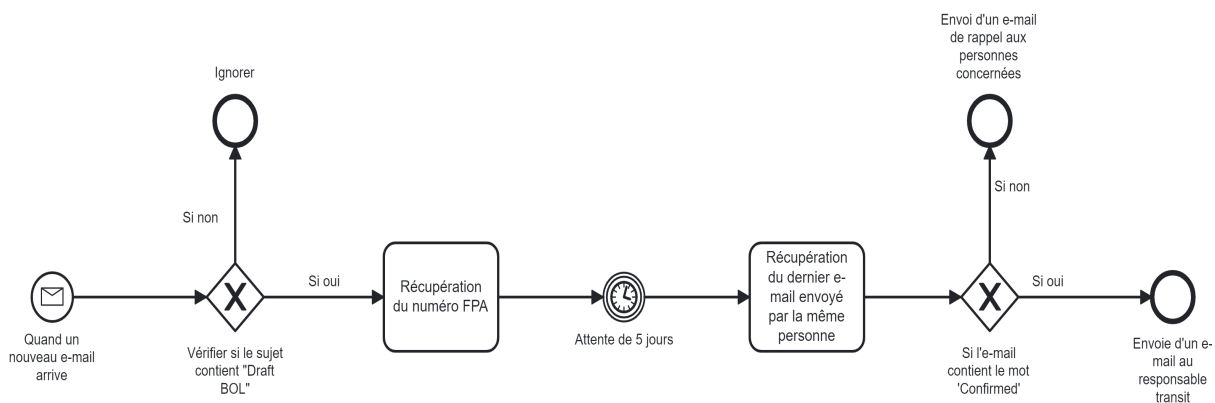 Ignorer
Si non
Quand un
nouveau e-mail
arrive
Vérifier si le sujet
contient "Draft
BOL"
Si oui
Récupération
du numéro FPA
Attente de 5 jours
Récupération
du dernier e-
mail envoyé
par la même
personne
Envoi d'un e-mail
de rappel aux
personnes
concernées
Si non
Si l'e-mail
contient le mot
'Confirmed'
Si oui
Envoie d'un e-
mail au
responsable
transit